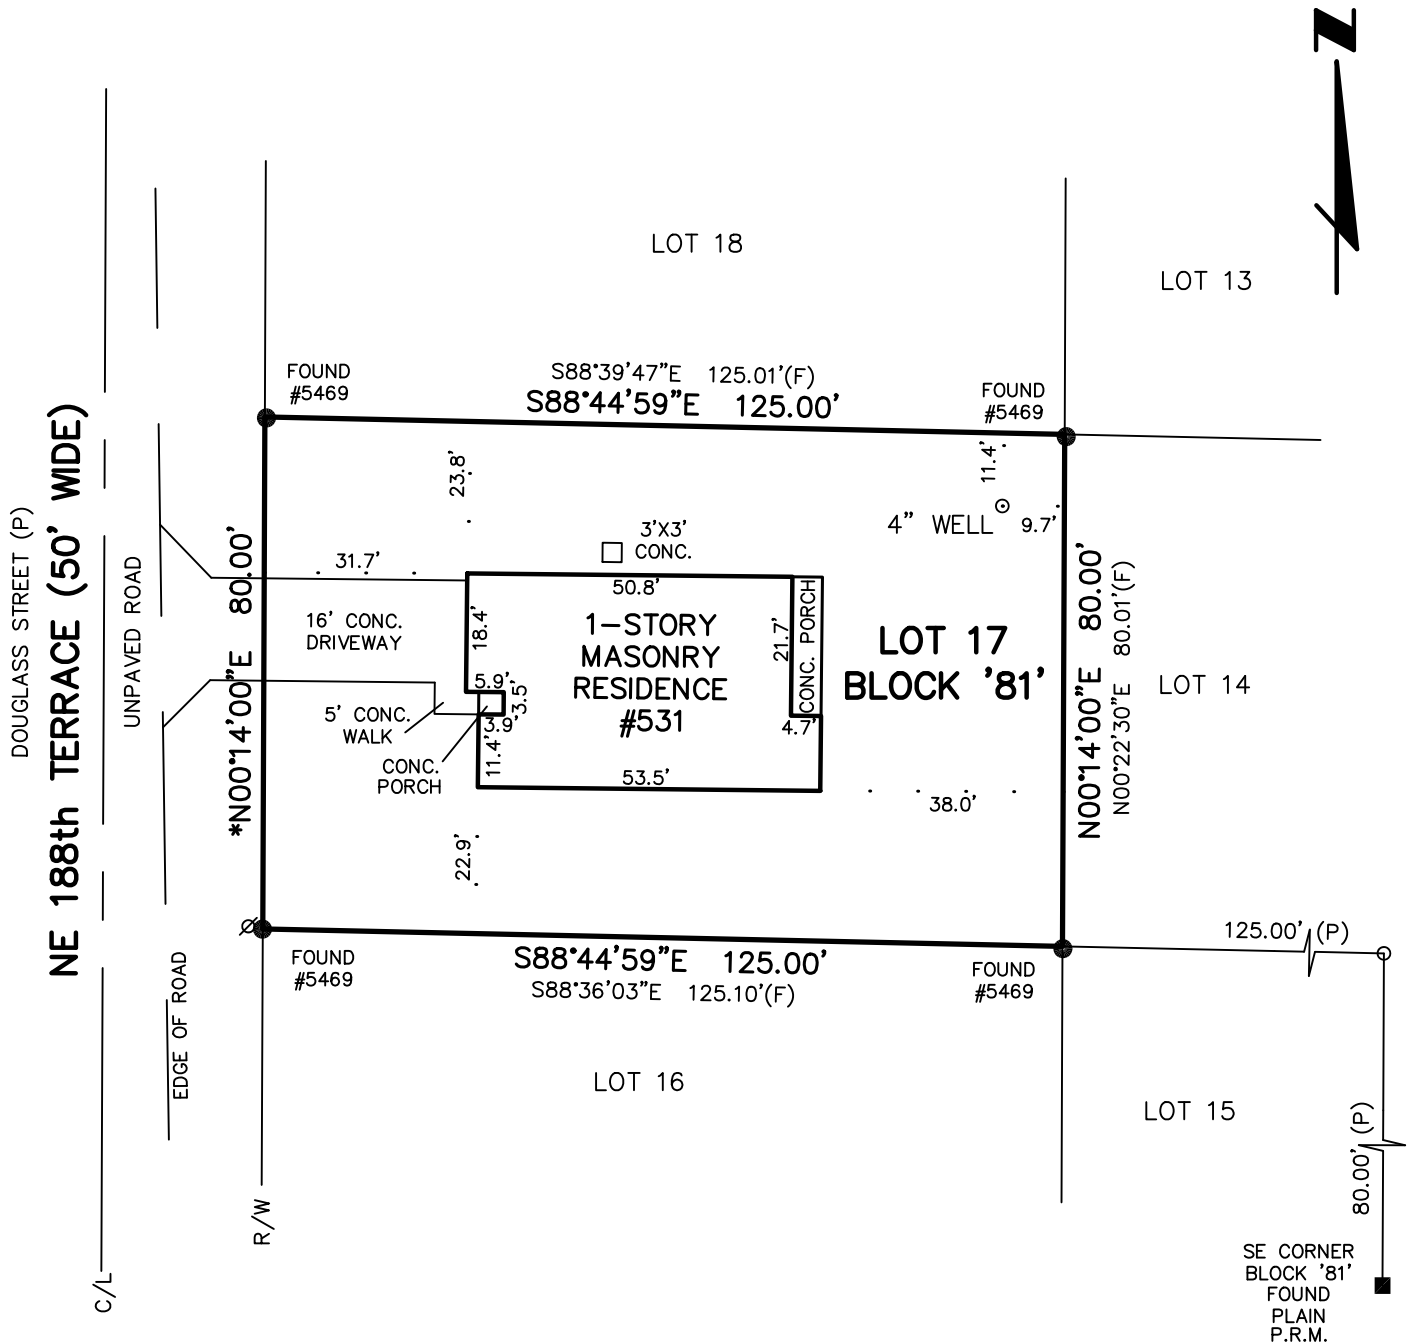 N
LOT 18
LOT 13
FOUND
#5469
S88°39'47"E 125.01'(F)
S88°44'59"E 125.00'
FOUND
#5469
23.8'
11.4'
4" WELL
9.7'
3'X3'
CONC.
31.7'
50.8'
16' CONC.
DRIVEWAY
18.4'
1-STORY
MASONRY
RESIDENCE
#531
21.7'
CONC. PORCH
LOT 17
BLOCK '81'
5.9'
3.5'
3.9'
4.7'
5' CONC.
WALK
CONC.
PORCH
11.4'
53.5'
38.0'
22.9'
DOUGLASS STREET (P)
NE 188th TERRACE (50' WIDE)
UNPAVED ROAD
*N00°14'00"E 80.00'
N00°14'00"E 80.00'
N00°22'30"E 80.01'(F)
LOT 14
EDGE OF ROAD
FOUND
#5469
S88°44'59"E 125.00'
S88°36'03"E 125.10'(F)
FOUND
#5469
125.00' (P)
LOT 16
LOT 15
80.00' (P)
R/W
C/L
SE CORNER
BLOCK '81'
FOUND
PLAIN
P.R.M.